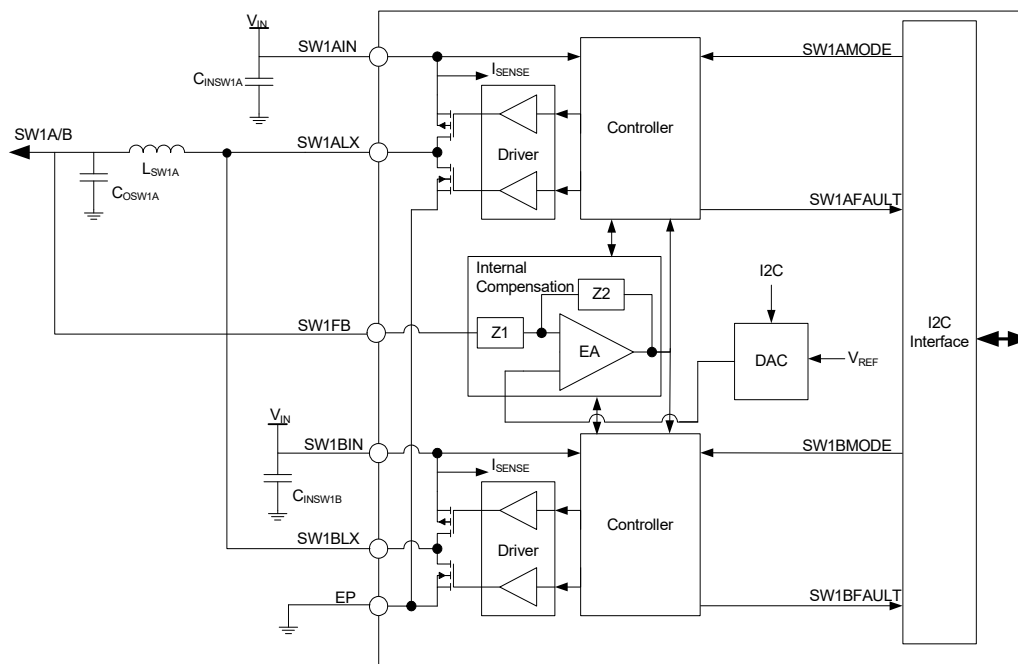 VIN
SW1AIN
SW1AMODE
CINSW1A
ISENSE
Controller
SW1A/B
SW1ALX
Driver
LSW1A
COSW1A
SW1AFAULT
Internal
Compensation
Z2
I2C
SW1FB
Z1
EA
DAC
VREF
I2C
Interface
VIN
SW1BIN
SW1BMODE
ISENSE
CINSW1B
Controller
SW1BLX
Driver
EP
SW1BFAULT